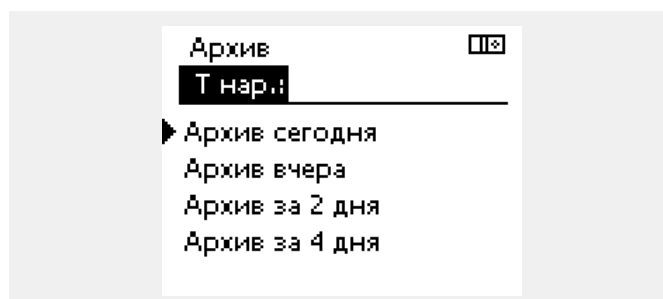 Архив
Т нар.:
Архив сегодня
Архив вчера
Архив за 2 дня
Архив за 4 дня